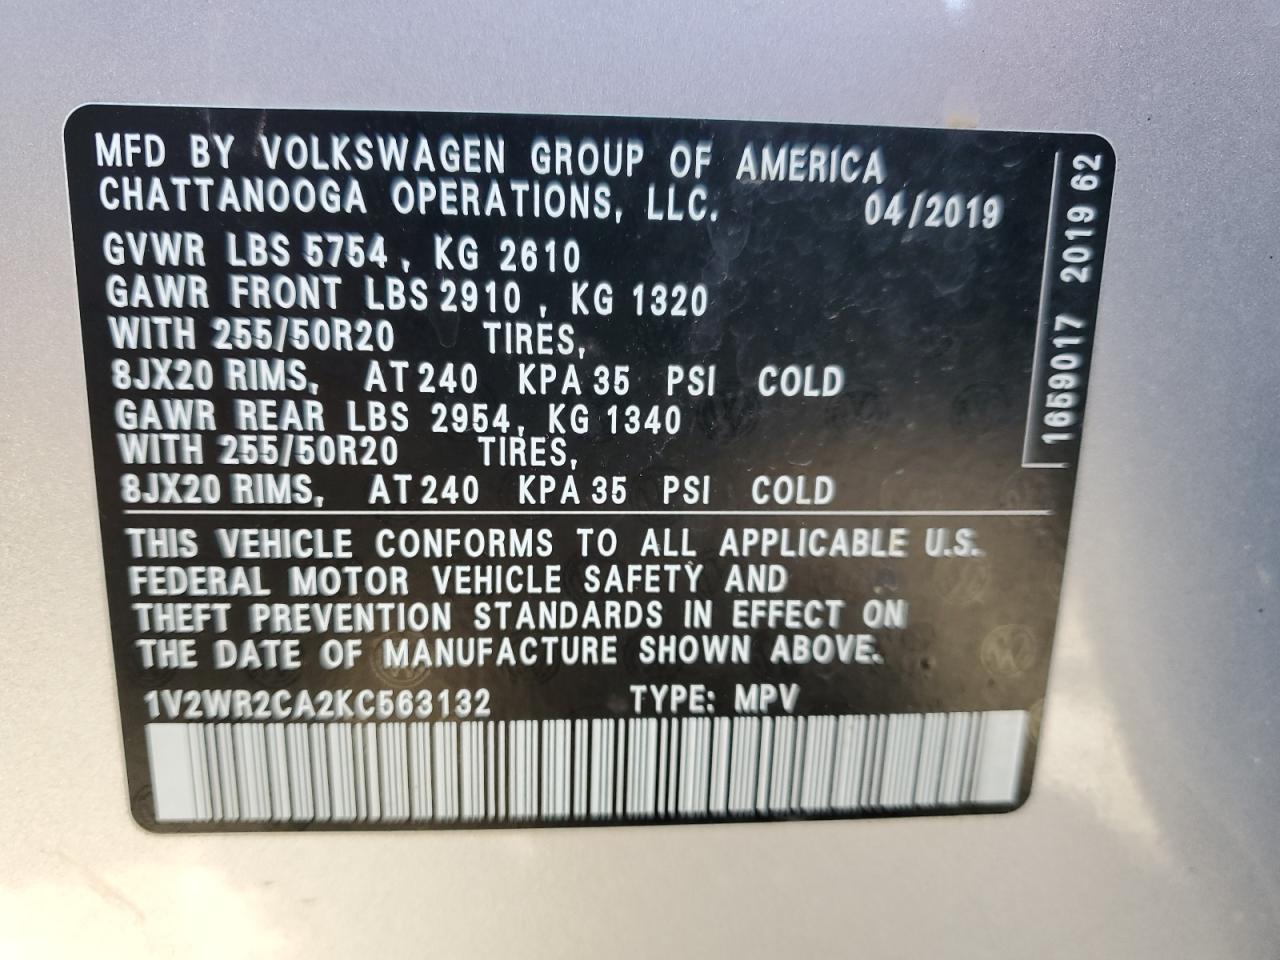 MFD BY VOLKSWAGEN GROUP OF AMERICA
CHATTANOOGA OPERATIONS, LLC. 04/2019
GVWR LBS 5754, KG 2610
GAWR FRONT LBS 2910, KG 1320
WITH 255/50R20 TIRES,
8JX20 RIMS, AT 240 KPA 35 PSI COLD
GAWR REAR LBS 2954, KG 1340
WITH 255/50R20 TIRES,
8JX20 RIMS, AT 240 KPA 35 PSI COLD
THIS VEHICLE CONFORMS TO ALL APPLICABLE U.S.
FEDERAL MOTOR VEHICLE SAFETY AND
THEFT PREVENTION STANDARDS IN EFFECT ON
THE DATE OF MANUFACTURE SHOWN ABOVE.
1V2WR2CA2KC563132 TYPE: MPV
1659017 2019 62